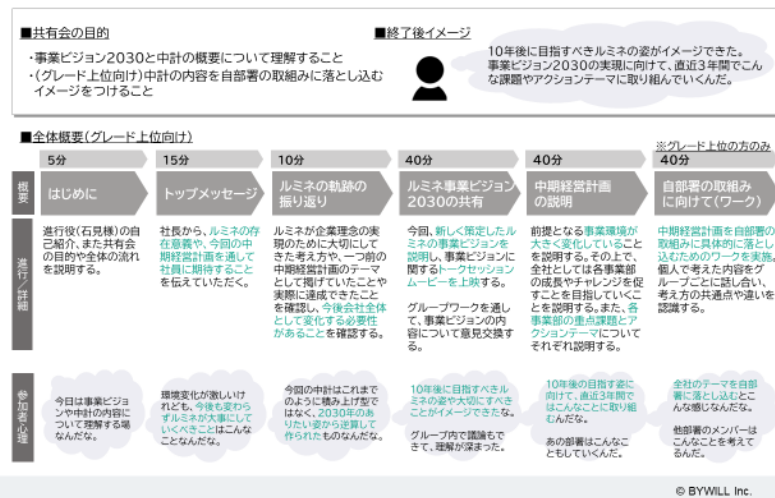 ■共有会の目的
・事業ビジョン2030と中計の概要について理解すること
・(グレード上位向け)中計の内容を自部署の取組みに落とし込む
イメージをつけること
■終了後イメージ
10年後に目指すべきルミネの姿がイメージできた。
事業ビジョン2030の実現に向けて、直近3年間でこん
な課題やアクションテーマに取り組んでいくんだ。
■全体概要(グレード上位向け)
※グレード上位の方のみ
5分
15分
10分
40分
40分
40分
概要
はじめに
トップメッセージ
ルミネの軌跡の
振り返り
ルミネ事業ビジョン
2030の共有
中期経営計画
の説明
自部署の取組み
に向けて(ワーク)
進行/詳細
進行役(石見様)の自
己紹介、また共有会
の目的や全体の流れ
を説明する。
社長から、ルミネの存
在意義や、今回の中
期経営計画を通して
社員に期待すること
を伝えていただく。
ルミネが企業理念の実
現のために大切にして
きた考え方や、一つ前の
中期経営計画のテーマ
として掲げていたことや
実際に達成できたこと
を確認し、今後会社全体
として変化する必要性
があることを確認する。
今回、新しく策定したル
ミネの事業ビジョンを
説明し、事業ビジョンに
関するトークセッション
ムービーを上映する。
グループワークを通し
て、事業ビジョンの内
容について意見交換す
る。
前提となる事業環境が
大きく変化していること
を説明する。その上で、
全社としては各事業部
の成長やチャレンジを促
すことを目指していくこ
とを説明する。また、各
事業部の重点課題とア
クションテーマについて
それぞれ説明する。
中期経営計画を自部署の
取組みに具体的に落とし
込むためのワークを実施。
個人で考えた内容をグ
ループごとに話し合い、
考え方の共通点や違いを
認識する。
参加者心理
今日は事業ビジョ
ンや中計の内容に
ついて理解する場
なんだな。
環境変化が激しいけ
れども、今後も変わら
ずルミネが大事にして
いくべきことはこんな
ことなんだな。
今回の中計はこれまで
のように積み上げ型で
はなく、2030年のあ
りたい姿から逆算して
作られたものなんだな。
10年後に目指すべきル
ミネの姿や大切にすべき
ことがイメージできたな。
グループ内で議論もで
きて、理解が深まった。
10年後の目指す姿に
向けて、直近3年間で
はこんなことに取り組
むんだな。
あの部署はこんなこ
ともしていくんだ。
全社のテーマを自部
署に落とし込むとこ
んな感じなんだな。
他部署のメンバーは
こんなことを考えて
るんだ。
© BYWILL Inc.